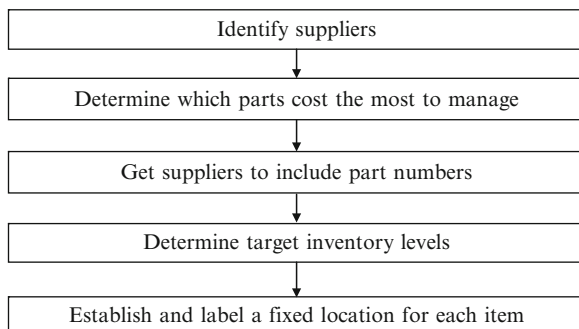 Identify suppliers
Determine which parts cost the most to manage
Get suppliers to include part numbers
Determine target inventory levels
Establish and label a fixed location for each item